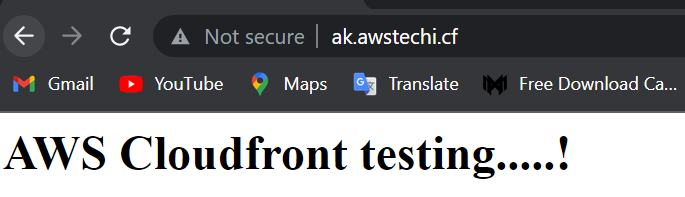 Not secure | ak.awstechi.cf
Gmail YouTube Maps Translate Free Download Ca...
AWS Cloudfront testing.....!